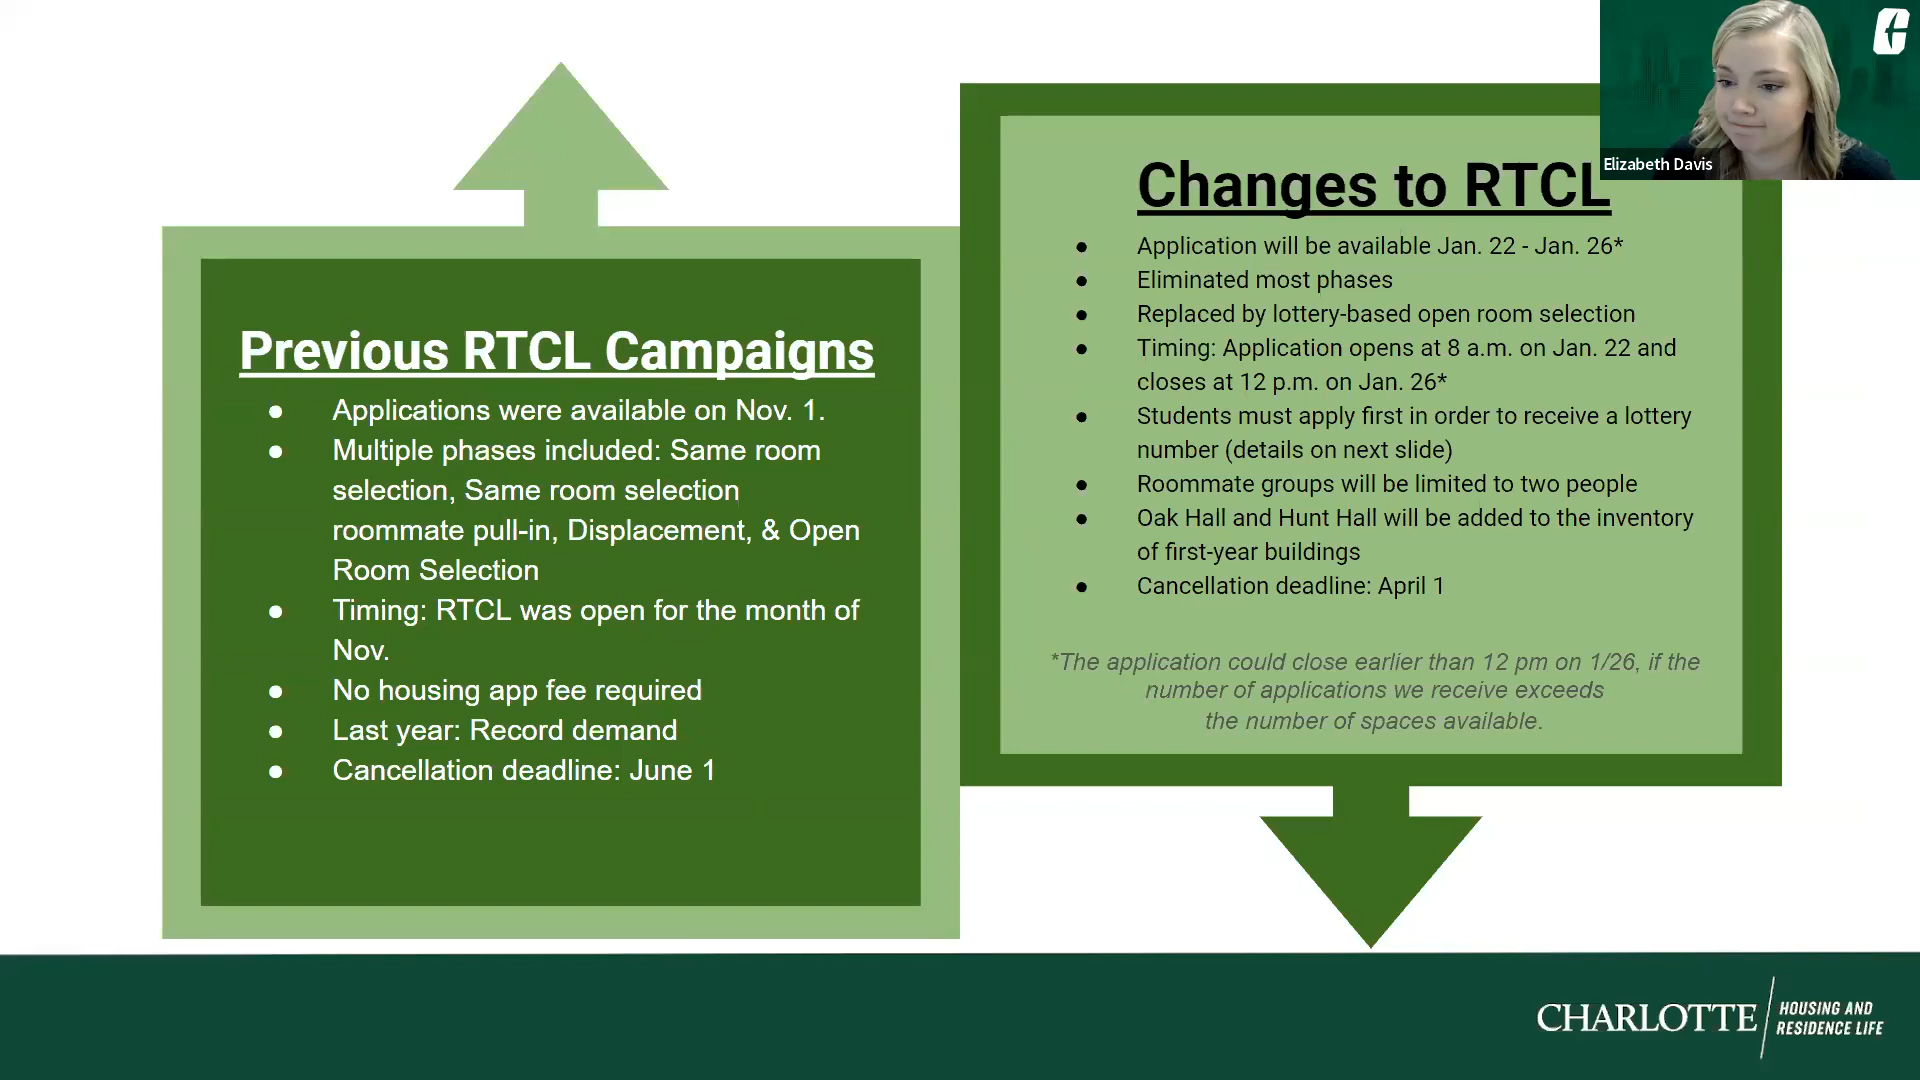 Previous RTCL Campaigns
● Applications were available on Nov. 1.
● Multiple phases included: Same room
selection, Same room selection
roommate pull-in, Displacement, & Open
Room Selection
● Timing: RTCL was open for the month of
Nov.
● No housing app fee required
● Last year: Record demand
● Cancellation deadline: June 1
Changes to RTCL
● Application will be available Jan. 22 - Jan. 26*
● Eliminated most phases
● Replaced by lottery-based open room selection
● Timing: Application opens at 8 a.m. on Jan. 22 and
closes at 12 p.m. on Jan. 26*
● Students must apply first in order to receive a lottery
number (details on next slide)
● Roommate groups will be limited to two people
● Oak Hall and Hunt Hall will be added to the inventory
of first-year buildings
● Cancellation deadline: April 1
*The application could close earlier than 12 pm on 1/26, if the
number of applications we receive exceeds
the number of spaces available.
Elizabeth Davis
CHARLOTTE
HOUSING AND
RESIDENCE LIFE